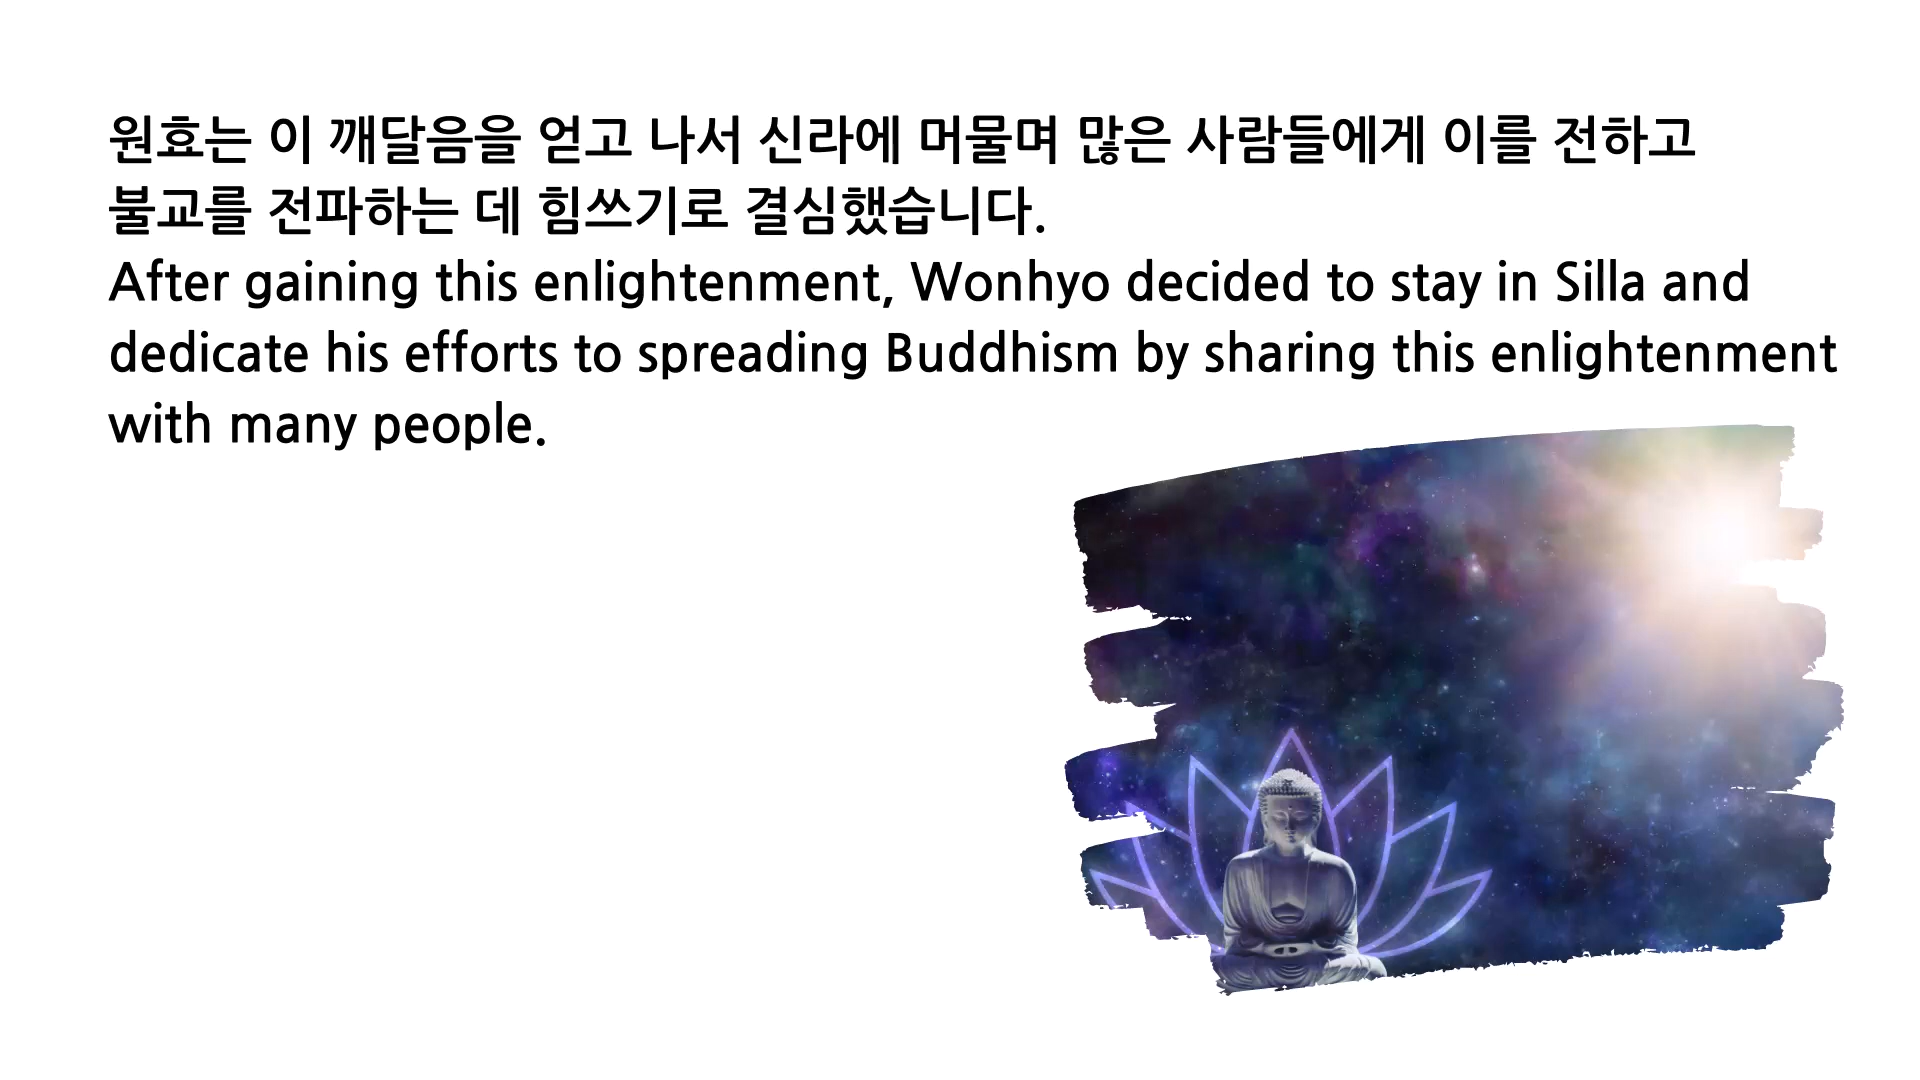 원효는 이 깨달음을 얻고 나서 신라에 머물며 많은 사람들에게 이를 전하고
불교를 전파하는 데 힘쓰기로 결심했습니다.
After gaining this enlightenment, Wonhyo decided to stay in Silla and
dedicate his efforts to spreading Buddhism by sharing this enlightenment
with many people.